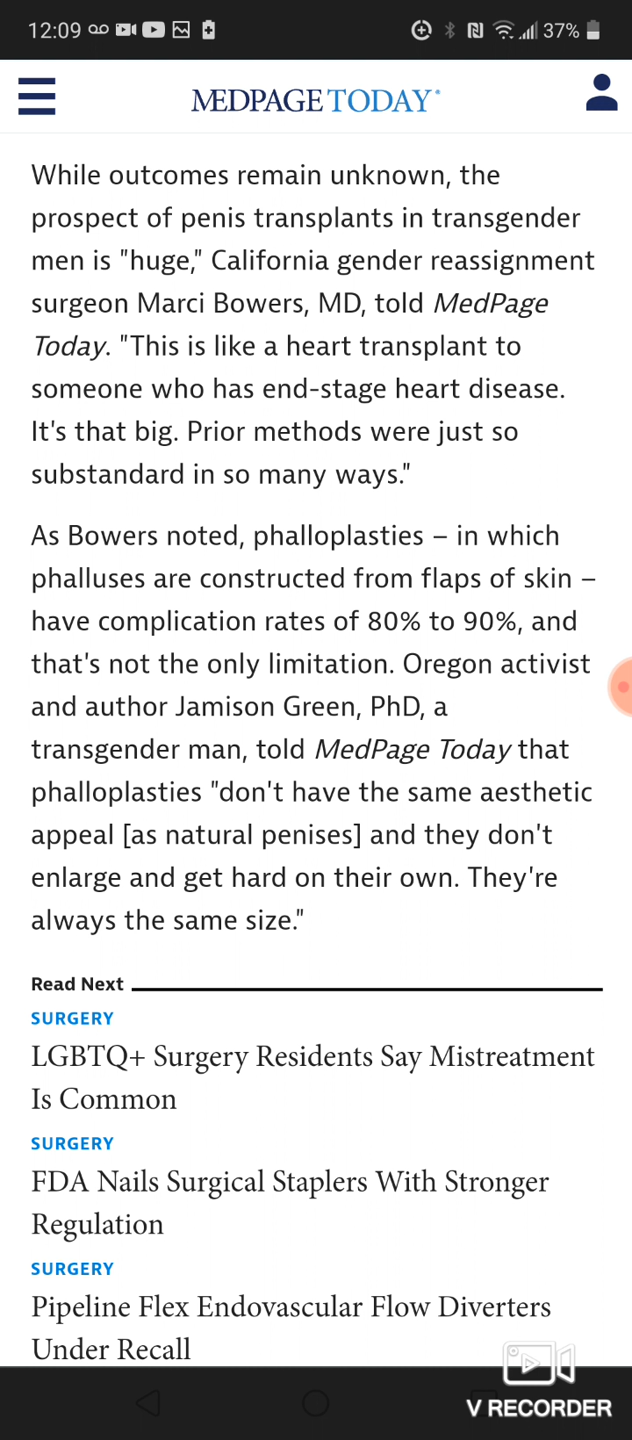 12:09 37%
MEDPAGE TODAY®
While outcomes remain unknown, the
prospect of penis transplants in transgender
men is "huge," California gender reassignment
surgeon Marci Bowers, MD, told MedPage
Today. "This is like a heart transplant to
someone who has end-stage heart disease.
It's that big. Prior methods were just so
substandard in so many ways."
As Bowers noted, phalloplasties – in which
phalluses are constructed from flaps of skin –
have complication rates of 80% to 90%, and
that's not the only limitation. Oregon activist
and author Jamison Green, PhD, a
transgender man, told MedPage Today that
phalloplasties "don't have the same aesthetic
appeal [as natural penises] and they don't
enlarge and get hard on their own. They're
always the same size."
Read Next
SURGERY
LGBTQ+ Surgery Residents Say Mistreatment
Is Common
SURGERY
FDA Nails Surgical Staplers With Stronger
Regulation
SURGERY
Pipeline Flex Endovascular Flow Diverters
Under Recall
V RECORDER